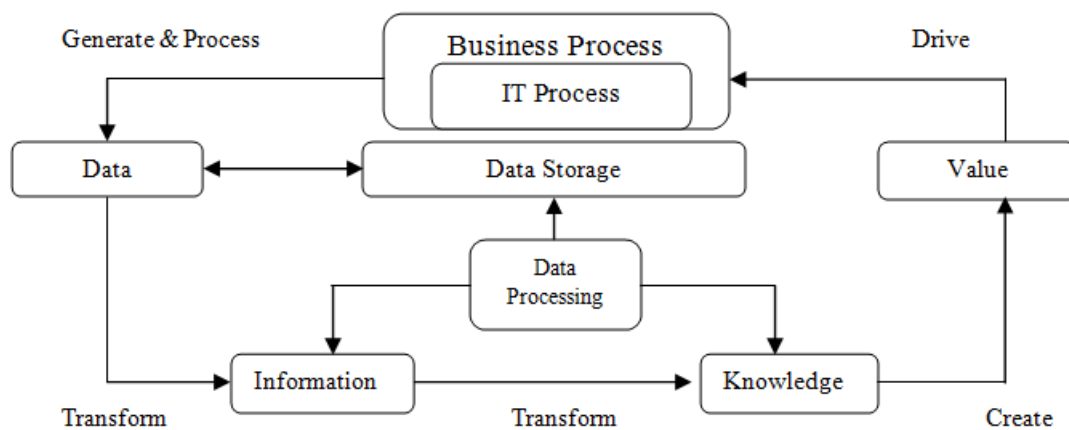 Generate & Process
Business Process
Drive
IT Process
Data
Data Storage
Value
Data
Processing
Information
Knowledge
Transform
Transform
Create